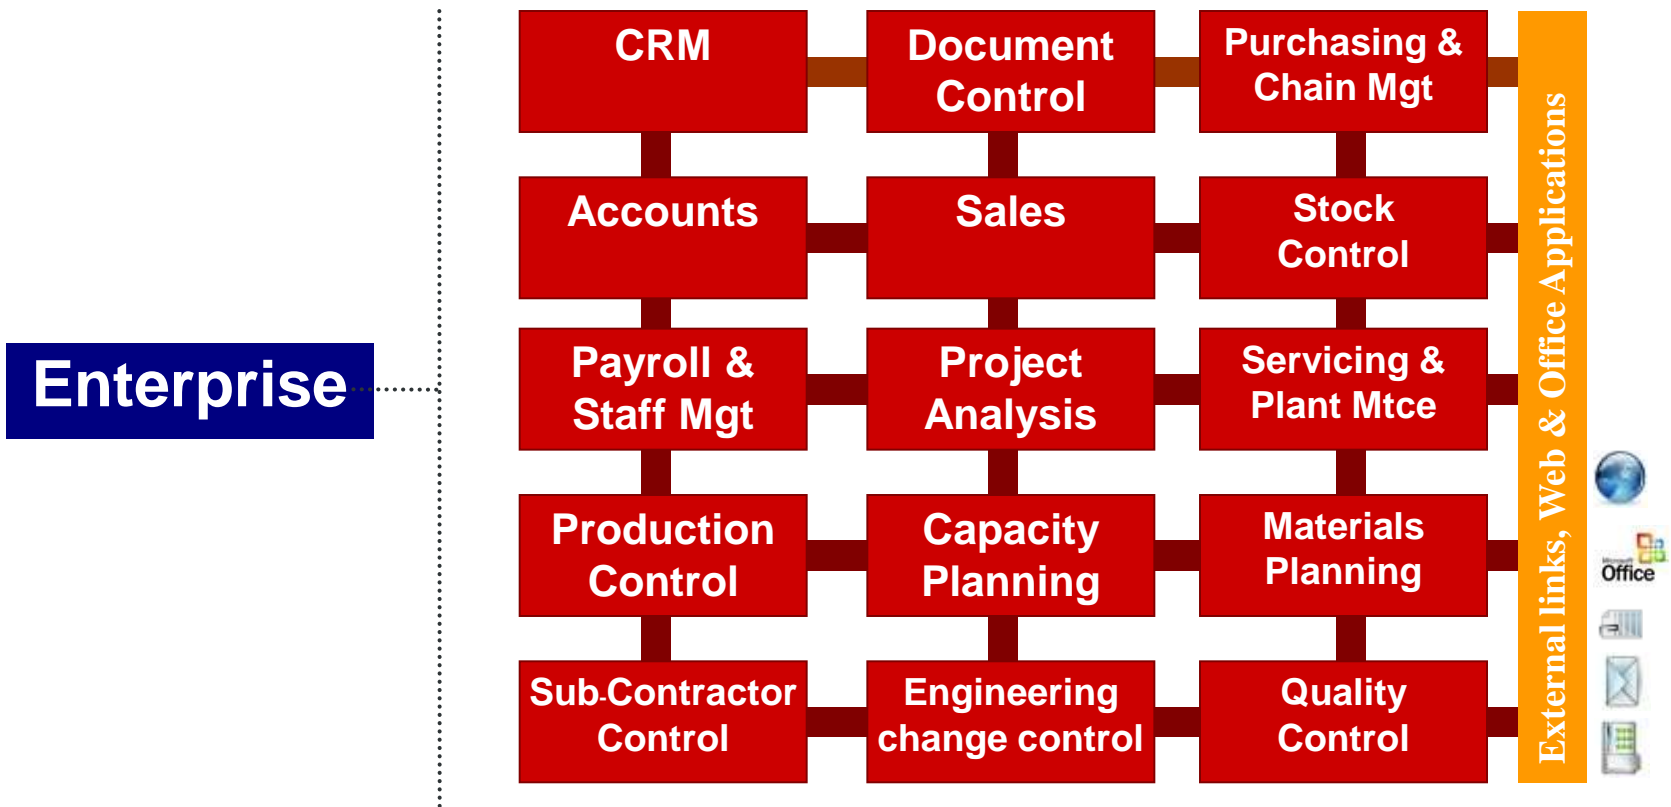 CRM
Document
Control
Purchasing &
Chain Mgt
Accounts
Sales
Stock
Control
Enterprise
Payroll &
Staff Mgt
Project
Analysis
Servicing &
Plant Mtce
Production
Control
Capacity
Planning
Materials
Planning
Sub-Contractor
Control
Engineering
change control
Quality
Control
External links, Web & Office Applications
Microsoft
Office